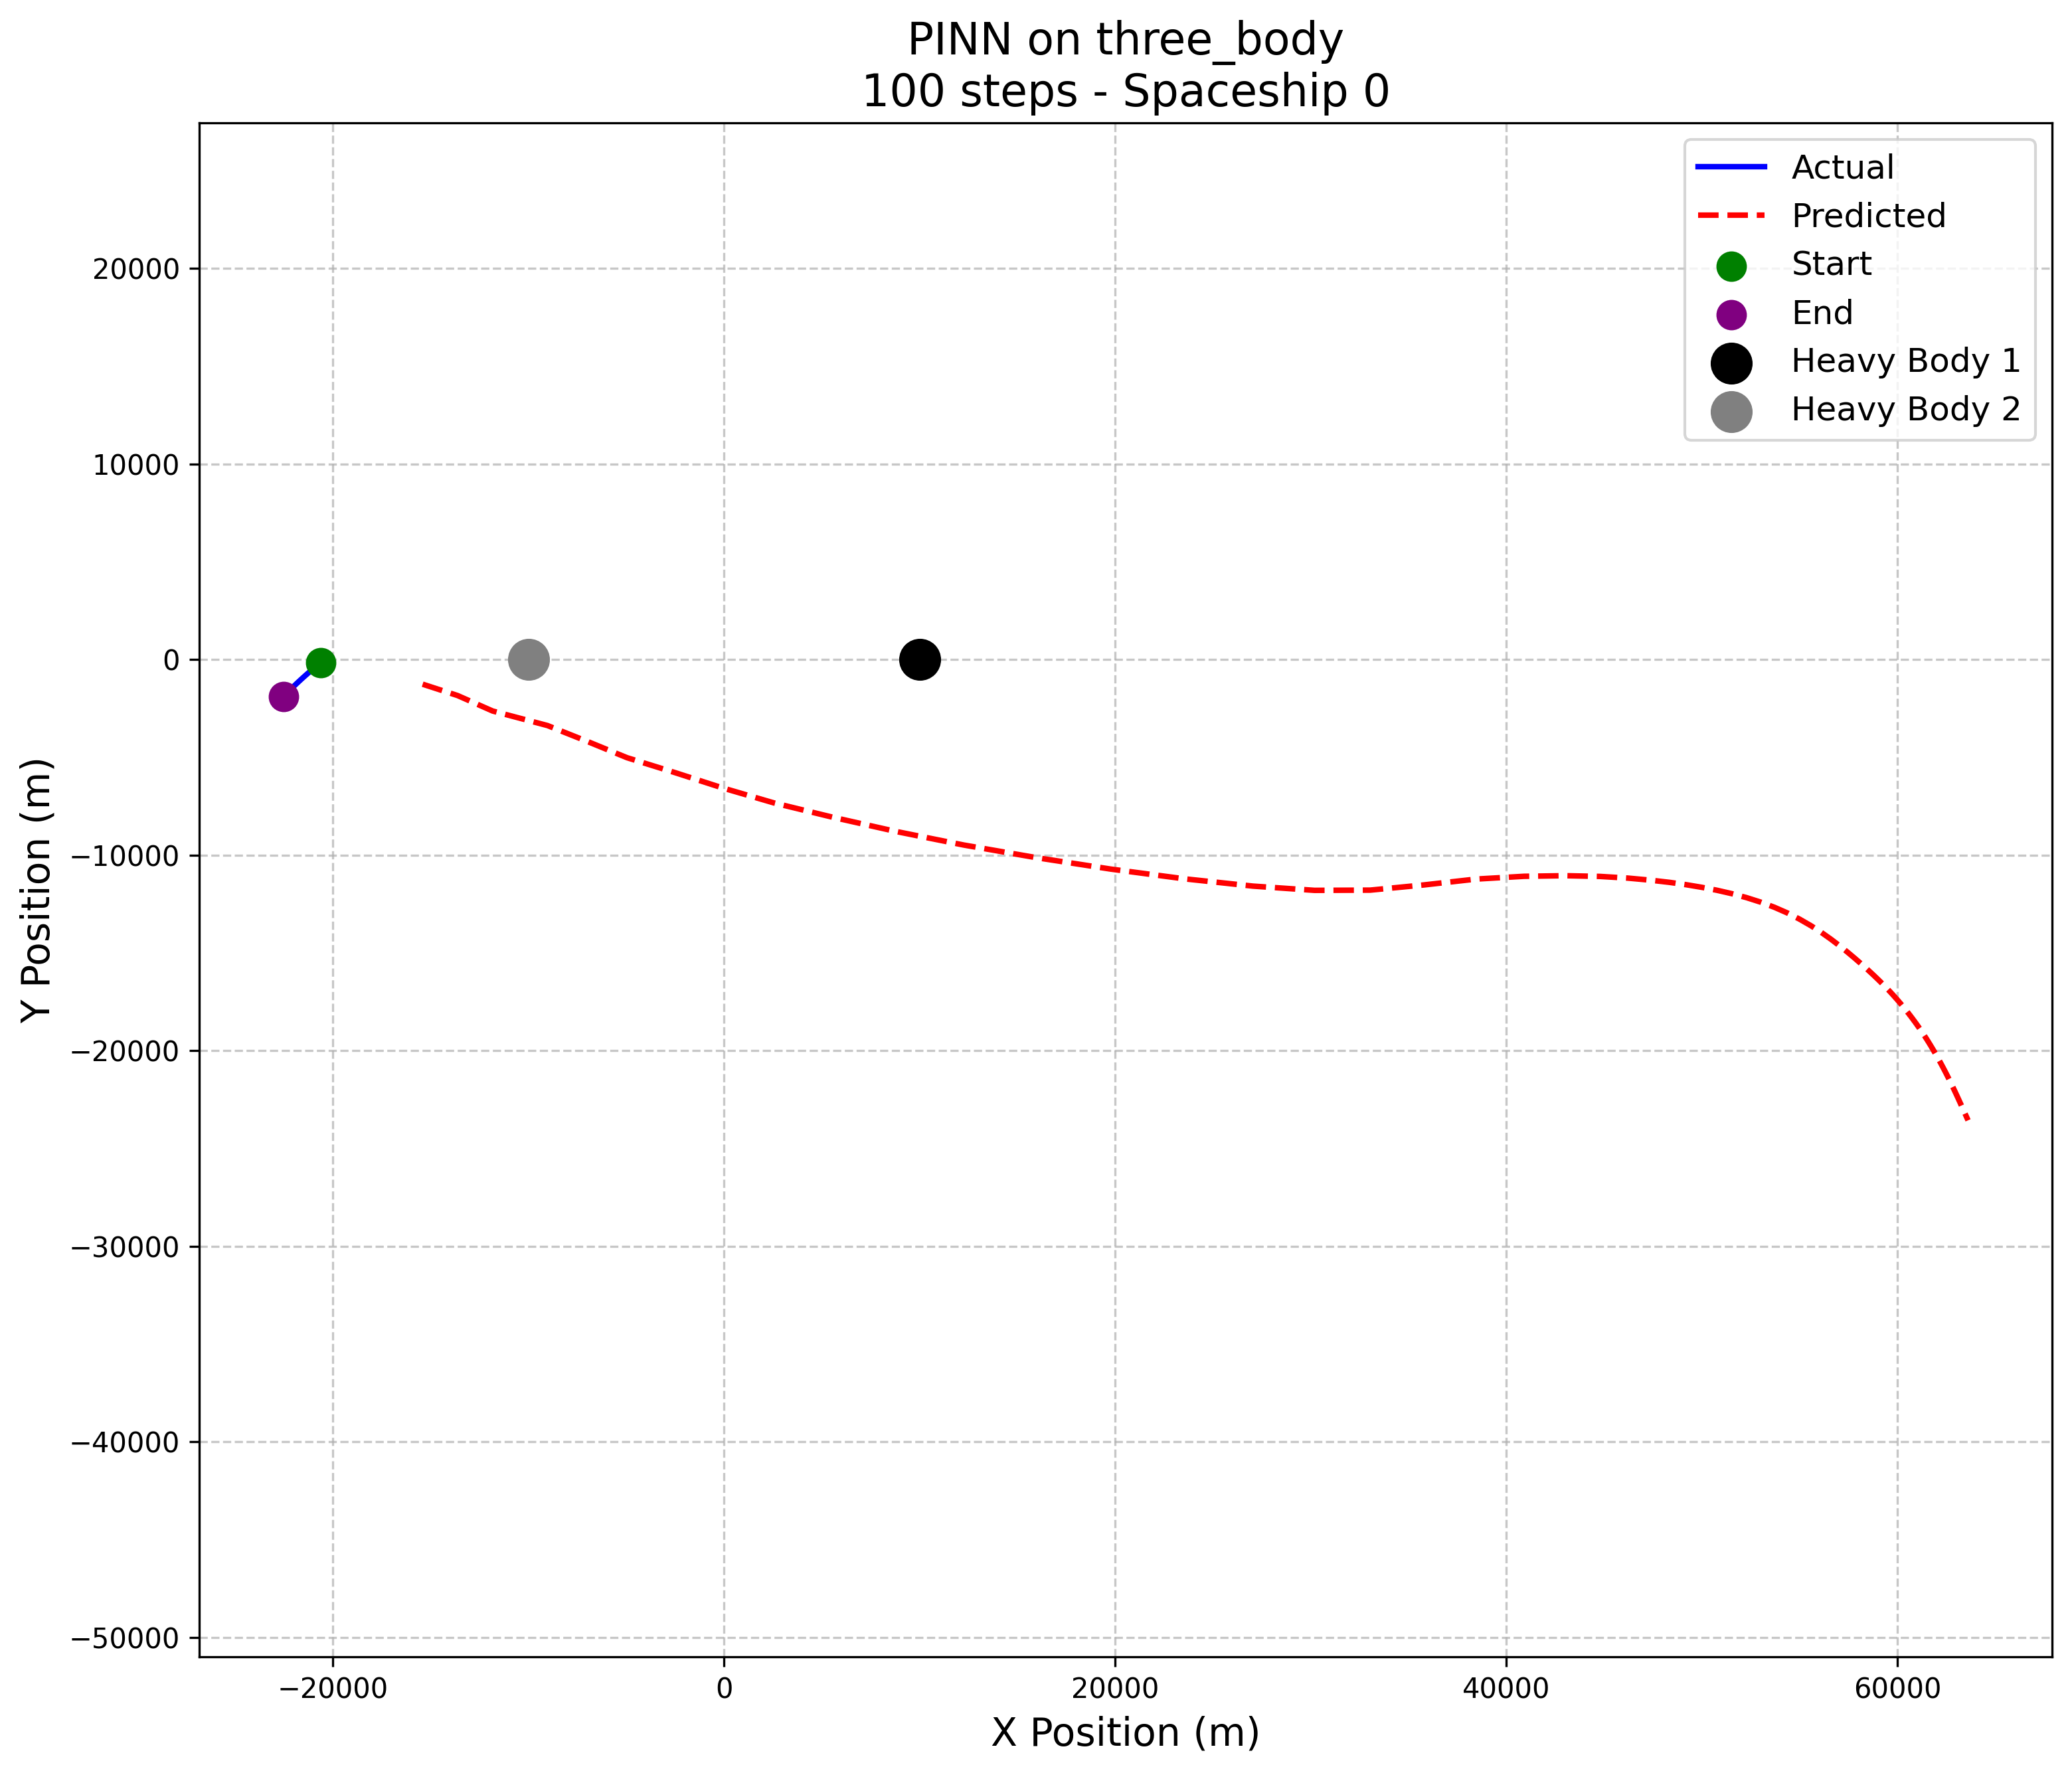 PINN on three_body
100 steps - Spaceship 0
Actual
Predicted
Start
End
Heavy Body 1
Heavy Body 2
Y Position (m)
20000
10000
0
−10000
−20000
−30000
−40000
−50000
−20000
0
20000
40000
60000
X Position (m)